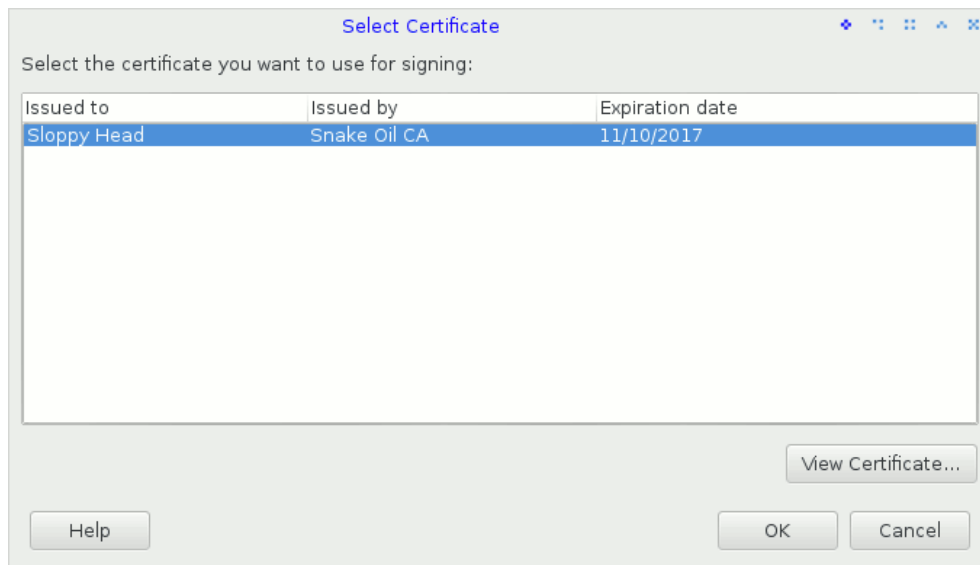 Select Certificate
Select the certificate you want to use for signing:
Issued to Issued by Expiration date
Sloppy Head Snake Oil CA 11/10/2017
View Certificate...
Help OK Cancel